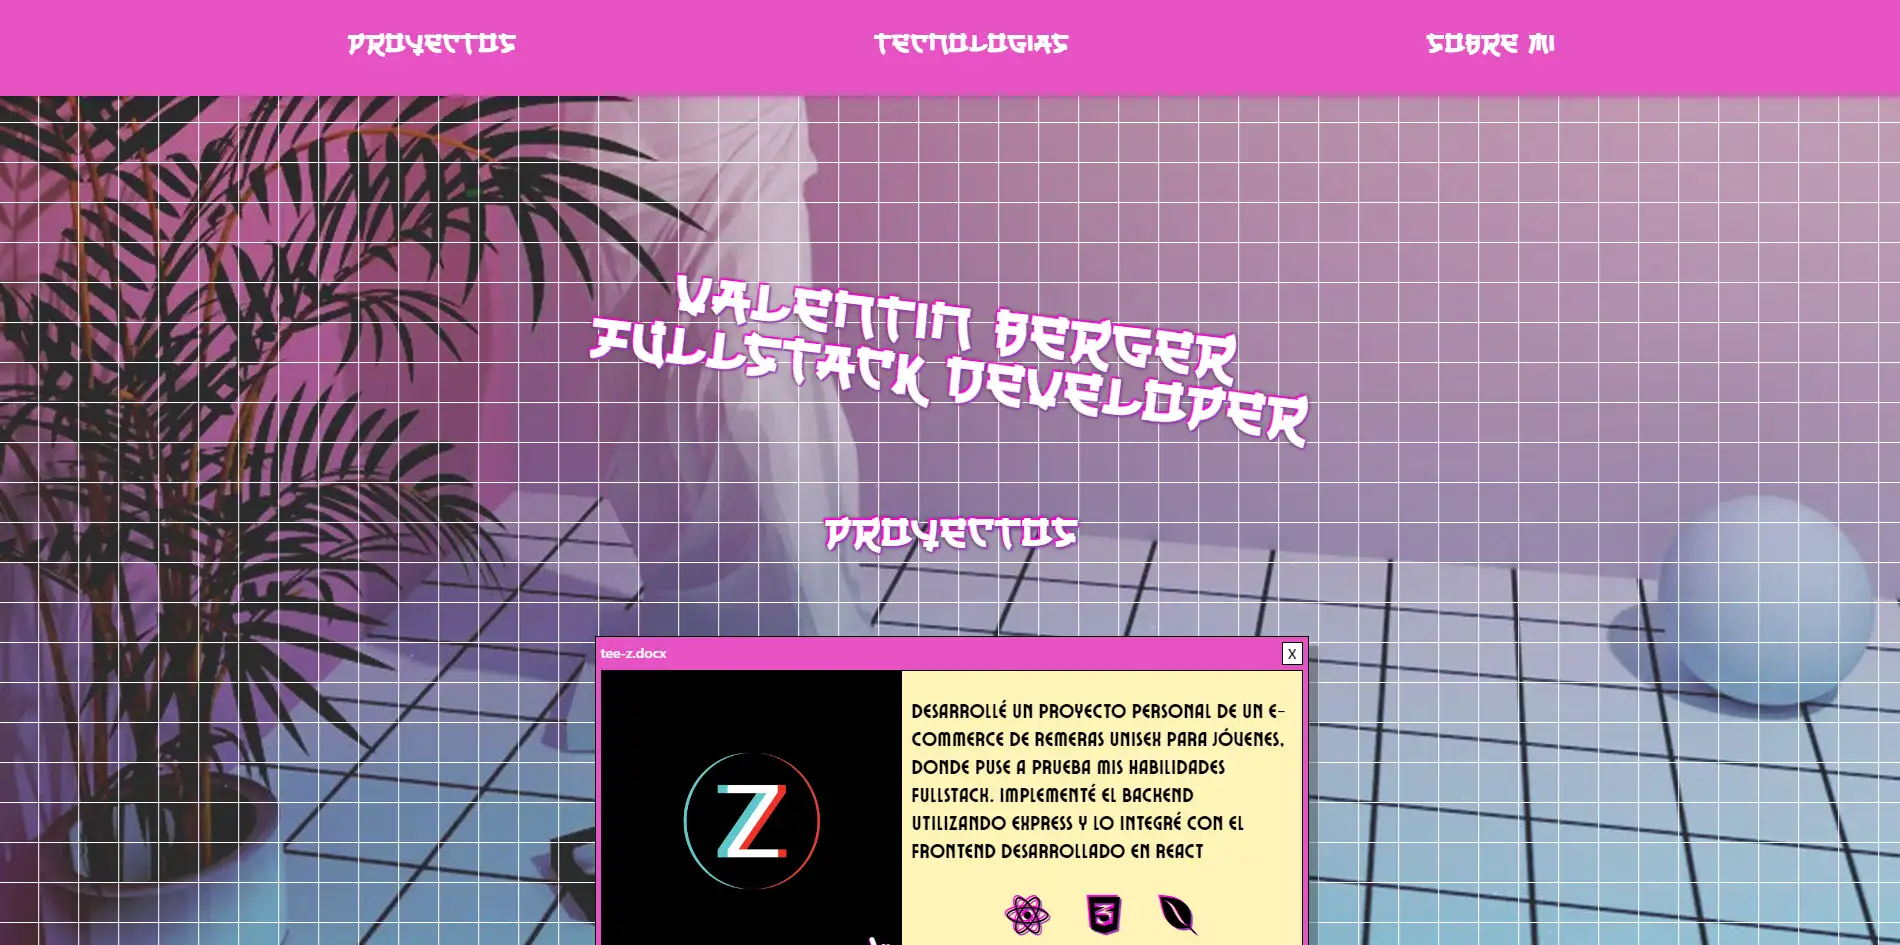 PROYECTOS
TECNOLOGIAS
SOBRE MI
VALENTIN BERGER
FULLSTACK DEVELOPER
PROYECTOS
tee-z.docx
X
Z
DESARROLLÉ UN PROYECTO PERSONAL DE UN E-
COMMERCE DE REMERAS UNISEX PARA JÓVENES,
DONDE PUSE A PRUEBA MIS HABILIDADES
FULLSTACK. IMPLEMENTÉ EL BACKEND
UTILIZANDO EXPRESS Y LO INTEGRÉ CON EL
FRONTEND DESARROLLADO EN REACT
3